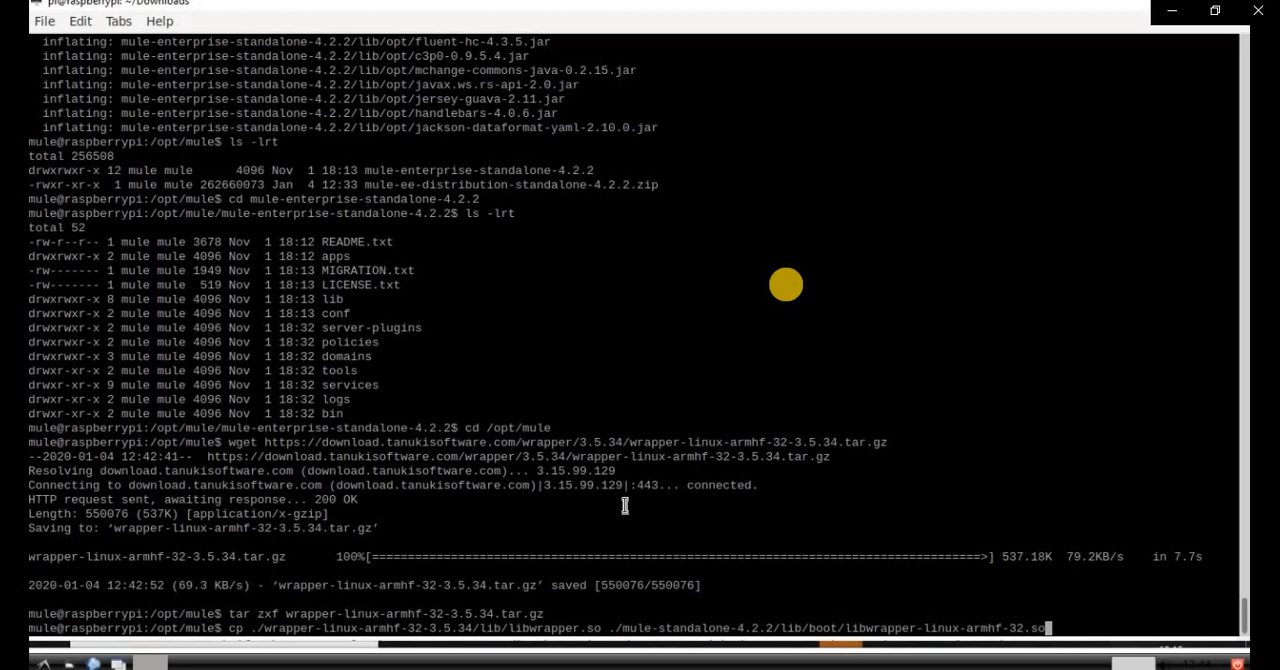 pi@raspberrypi: ~/Downloads
File Edit Tabs Help
inflating: mule-enterprise-standalone-4.2.2/lib/opt/fluent-hc-4.3.5.jar
inflating: mule-enterprise-standalone-4.2.2/lib/opt/c3p0-0.9.5.4.jar
inflating: mule-enterprise-standalone-4.2.2/lib/opt/mchange-commons-java-0.2.15.jar
inflating: mule-enterprise-standalone-4.2.2/lib/opt/javax.ws.rs-api-2.0.jar
inflating: mule-enterprise-standalone-4.2.2/lib/opt/jersey-guava-2.11.jar
inflating: mule-enterprise-standalone-4.2.2/lib/opt/handlebars-4.0.6.jar
inflating: mule-enterprise-standalone-4.2.2/lib/opt/jackson-dataformat-yaml-2.10.0.jar
mule@raspberrypi:/opt/mule$ ls -lrt
total 256508
drwxrwxr-x 12 mule mule 4096 Nov 1 18:13 mule-enterprise-standalone-4.2.2
-rwxr-xr-x 1 mule mule 262660073 Jan 4 12:33 mule-ee-distribution-standalone-4.2.2.zip
mule@raspberrypi:/opt/mule$ cd mule-enterprise-standalone-4.2.2
mule@raspberrypi:/opt/mule/mule-enterprise-standalone-4.2.2$ ls -lrt
total 52
-rw-r--r-- 1 mule mule 3678 Nov 1 18:12 README.txt
drwxrwxr-x 2 mule mule 4096 Nov 1 18:12 apps
-rw------- 1 mule mule 1949 Nov 1 18:13 MIGRATION.txt
-rw------- 1 mule mule 519 Nov 1 18:13 LICENSE.txt
drwxrwxr-x 8 mule mule 4096 Nov 1 18:13 lib
drwxrwxr-x 2 mule mule 4096 Nov 1 18:13 conf
drwxrwxr-x 2 mule mule 4096 Nov 1 18:32 server-plugins
drwxrwxr-x 2 mule mule 4096 Nov 1 18:32 policies
drwxrwxr-x 3 mule mule 4096 Nov 1 18:32 domains
drwxr-xr-x 2 mule mule 4096 Nov 1 18:32 tools
drwxr-xr-x 9 mule mule 4096 Nov 1 18:32 services
drwxr-xr-x 2 mule mule 4096 Nov 1 18:32 logs
drwxr-xr-x 2 mule mule 4096 Nov 1 18:32 bin
mule@raspberrypi:/opt/mule/mule-enterprise-standalone-4.2.2$ cd /opt/mule
mule@raspberrypi:/opt/mule$ wget https://download.tanukisoftware.com/wrapper/3.5.34/wrapper-linux-armhf-32-3.5.34.tar.gz
--2020-01-04 12:42:41-- https://download.tanukisoftware.com/wrapper/3.5.34/wrapper-linux-armhf-32-3.5.34.tar.gz
Resolving download.tanukisoftware.com (download.tanukisoftware.com)... 3.15.99.129
Connecting to download.tanukisoftware.com (download.tanukisoftware.com)|3.15.99.129|:443... connected.
HTTP request sent, awaiting response... 200 OK
Length: 550076 (537K) [application/x-gzip]
Saving to: ‘wrapper-linux-armhf-32-3.5.34.tar.gz’
wrapper-linux-armhf-32-3.5.34.tar.gz 100%[=====================================================================================>] 537.18K 79.2KB/s in 7.7s
2020-01-04 12:42:52 (69.3 KB/s) - ‘wrapper-linux-armhf-32-3.5.34.tar.gz’ saved [550076/550076]
mule@raspberrypi:/opt/mule$ tar zxf wrapper-linux-armhf-32-3.5.34.tar.gz
mule@raspberrypi:/opt/mule$ cp ./wrapper-linux-armhf-32-3.5.34/lib/libwrapper.so ./mule-standalone-4.2.2/lib/boot/libwrapper-linux-armhf-32.so